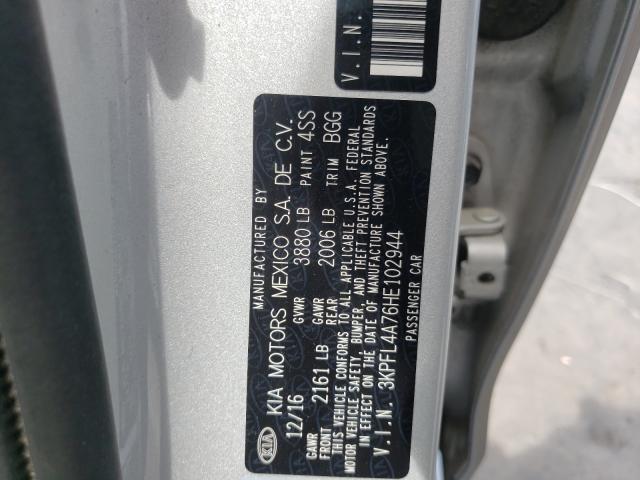 V.I.N.
MANUFACTURED BY
KIA KIA MOTORS MEXICO S.A. DE C.V.
12/16 GVWR 3880 LB PAINT 4SS
GAWR FRONT 2161 LB GAWR REAR 2006 LB TRIM BGG
THIS VEHICLE CONFORMS TO ALL APPLICABLE U.S.A. FEDERAL
MOTOR VEHICLE SAFETY, BUMPER, AND THEFT PREVENTION STANDARDS
IN EFFECT ON THE DATE OF MANUFACTURE SHOWN ABOVE.
V.I.N. 3KPFL4A76HE102944
PASSENGER CAR